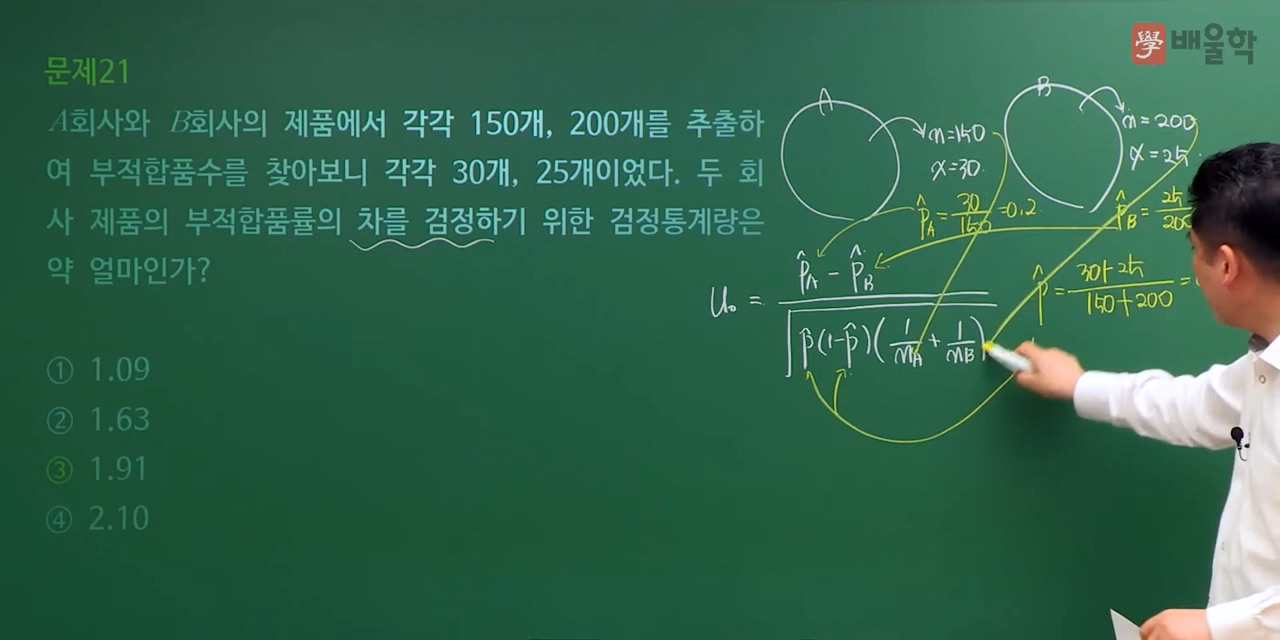 學 배울학
문제21
A회사와 B회사의 제품에서 각각 150개, 200개를 추출하
여 부적합품수를 찾아보니 각각 30개, 25개이었다. 두 회
사 제품의 부적합품률의 차를 검정하기 위한 검정통계량은
약 얼마인가?
① 1.09
② 1.63
③ 1.91
④ 2.10
A
n=150
x=30
B
n=200
x=25
p̂A = 30/150 = 0.2
p̂B = 25/200
p̂ = 30+25/150+200 =
u₀ = p̂A - p̂B / √p̂(1-p̂)(1/nA + 1/nB)